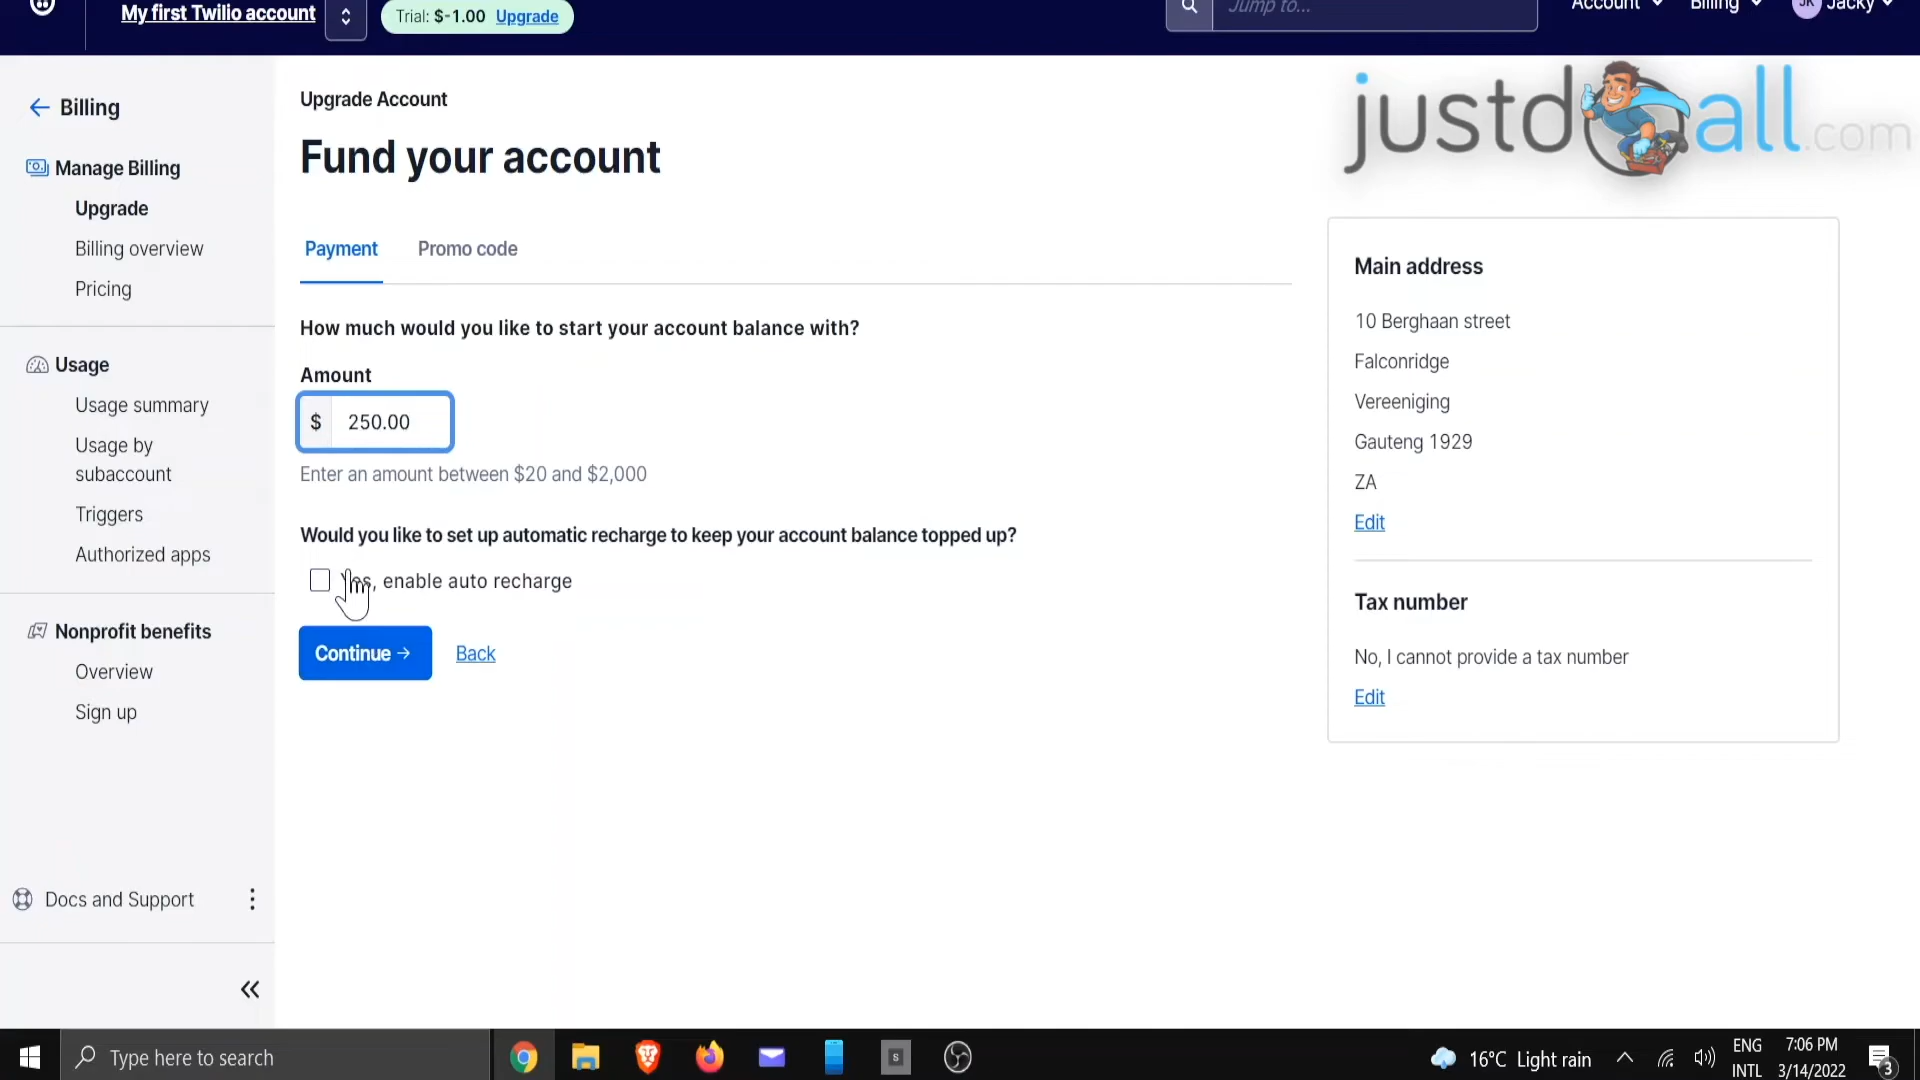 My first Twilio account
Trial: $-1.00 Upgrade
Jump to...
Account
Billing
JK Jacky
Billing
Manage Billing
Upgrade
Billing overview
Pricing
Usage
Usage summary
Usage by
subaccount
Triggers
Authorized apps
Nonprofit benefits
Overview
Sign up
Docs and Support
Upgrade Account
Fund your account
Payment
Promo code
How much would you like to start your account balance with?
Amount
$ 250.00
Enter an amount between $20 and $2,000
Would you like to set up automatic recharge to keep your account balance topped up?
Yes, enable auto recharge
Continue →
Back
justdoall.com
Main address
10 Berghaan street
Falconridge
Vereeniging
Gauteng 1929
ZA
Edit
Tax number
No, I cannot provide a tax number
Edit
Type here to search
S
16°C Light rain
ENG
INTL
7:06 PM
3/14/2022
3